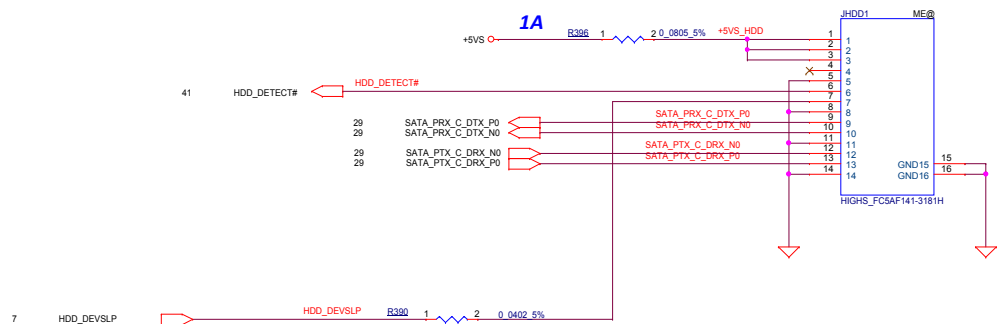 JHDD1 ME@
1A
+5VS R396 1 2 0_0805_5% +5VS_HDD 1 1
2 2
3 3
4 4
5 5
41 HDD_DETECT# HDD_DETECT# 6 6
7 7
8 8
29 SATA_PRX_C_DTX_P0 SATA_PRX_C_DTX_P0 9 9
29 SATA_PRX_C_DTX_N0 SATA_PRX_C_DTX_N0 10 10
11 11
29 SATA_PTX_C_DRX_N0 SATA_PTX_C_DRX_N0 12 12
29 SATA_PTX_C_DRX_P0 SATA_PTX_C_DRX_P0 13 13 GND15 15
14 14 GND16 16
HIGHS_FC5AF141-3181H
7 HDD_DEVSLP HDD_DEVSLP R390 1 2 0_0402_5%